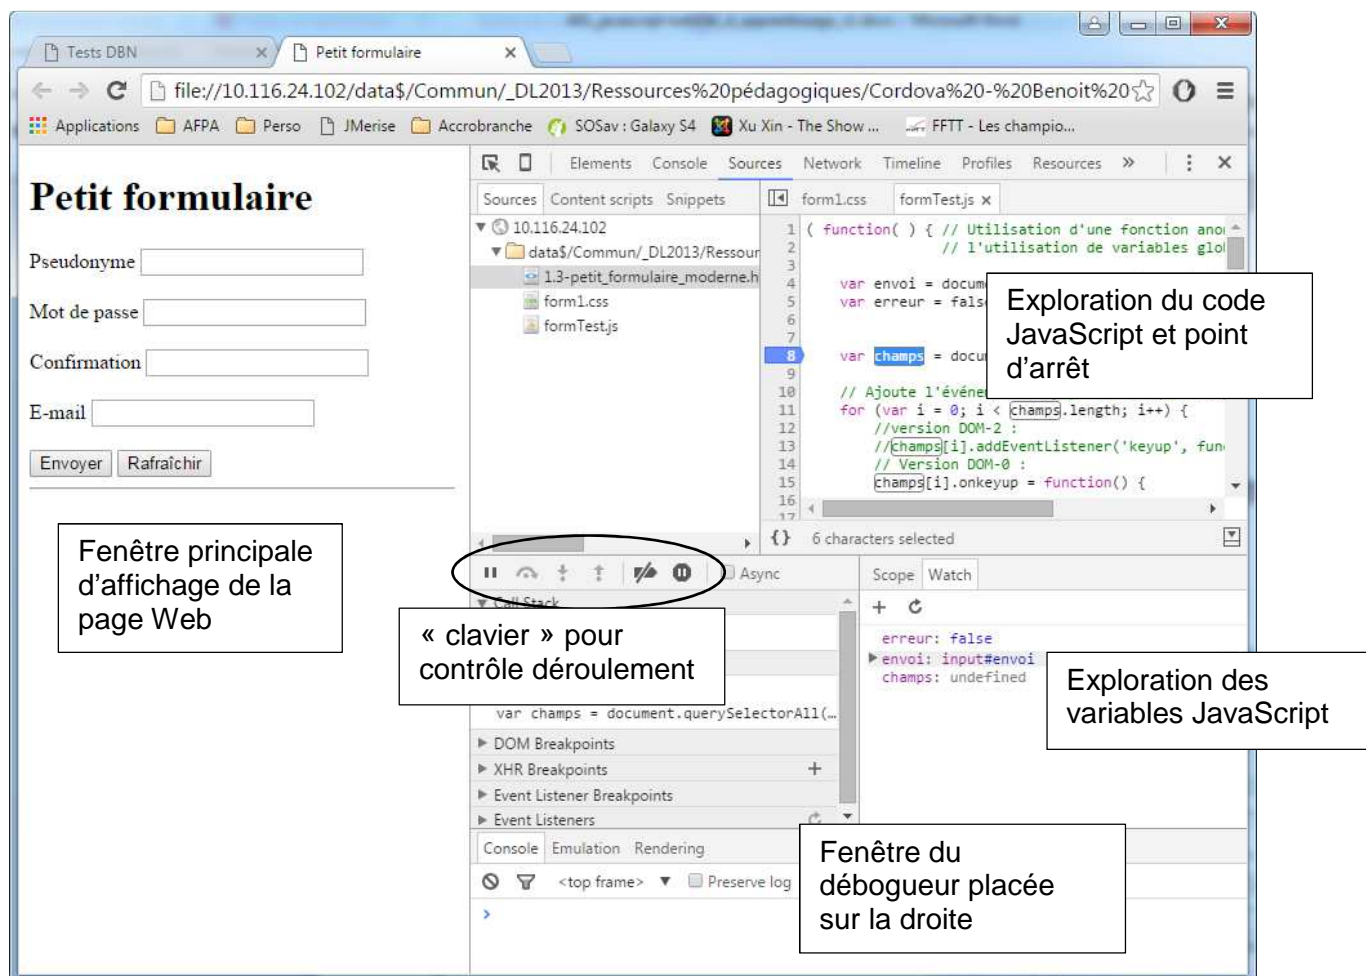 Tests DBN
Petit formulaire
file://10.116.24.102/data$/Commun/_DL2013/Ressources%20pédagogiques/Cordova%20-%20Benoit%20
Applications AFPA Perso JMerise Accrobranche SOSav : Galaxy S4 Xu Xin - The Show ... FFTT - Les champio...
Petit formulaire
Pseudonyme
Mot de passe
Confirmation
E-mail
Envoyer Rafraîchir
Fenêtre principale
d'affichage de la
page Web
Elements Console Sources Network Timeline Profiles Resources »
Sources Content scripts Snippets
10.116.24.102
data$/Commun/_DL2013/Ressour
1.3-petit_formulaire_moderne.h
form1.css
formTest.js
form1.css formTest.js ×
1 ( function( ) { // Utilisation d'une fonction ano
2 // l'utilisation de variables glo
3
4 var envoi = docum
5 var erreur = fals
6
7
8 var champs = docu
9
10 // Ajoute l'événe
11 for (var i = 0; i < champs.length; i++) {
12 //version DOM-2 :
13 //champs[i].addEventListener('keyup', fun
14 // Version DOM-0 :
15 champs[i].onkeyup = function() {
16
17
{} 6 characters selected
Exploration du code
JavaScript et point
d'arrêt
Async
Call Stack
« clavier » pour
contrôle déroulement
var champs = document.querySelectorAll(…
DOM Breakpoints
XHR Breakpoints +
Event Listener Breakpoints
Event Listeners
Scope Watch
+
erreur: false
envoi: input#envoi
champs: undefined
Exploration des
variables JavaScript
Console Emulation Rendering
<top frame> ▼ Preserve log
>
Fenêtre du
débogueur placée
sur la droite